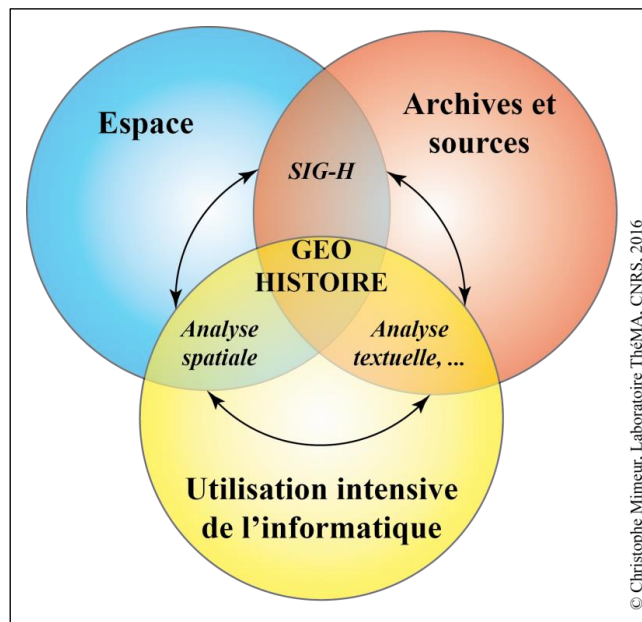 Espace
Archives et
sources
SIG-H
GEO
HISTOIRE
Analyse
spatiale
Analyse
textuelle, ...
Utilisation intensive
de l’informatique
© Christophe Mimeur, Laboratoire ThéMA, CNRS, 2016